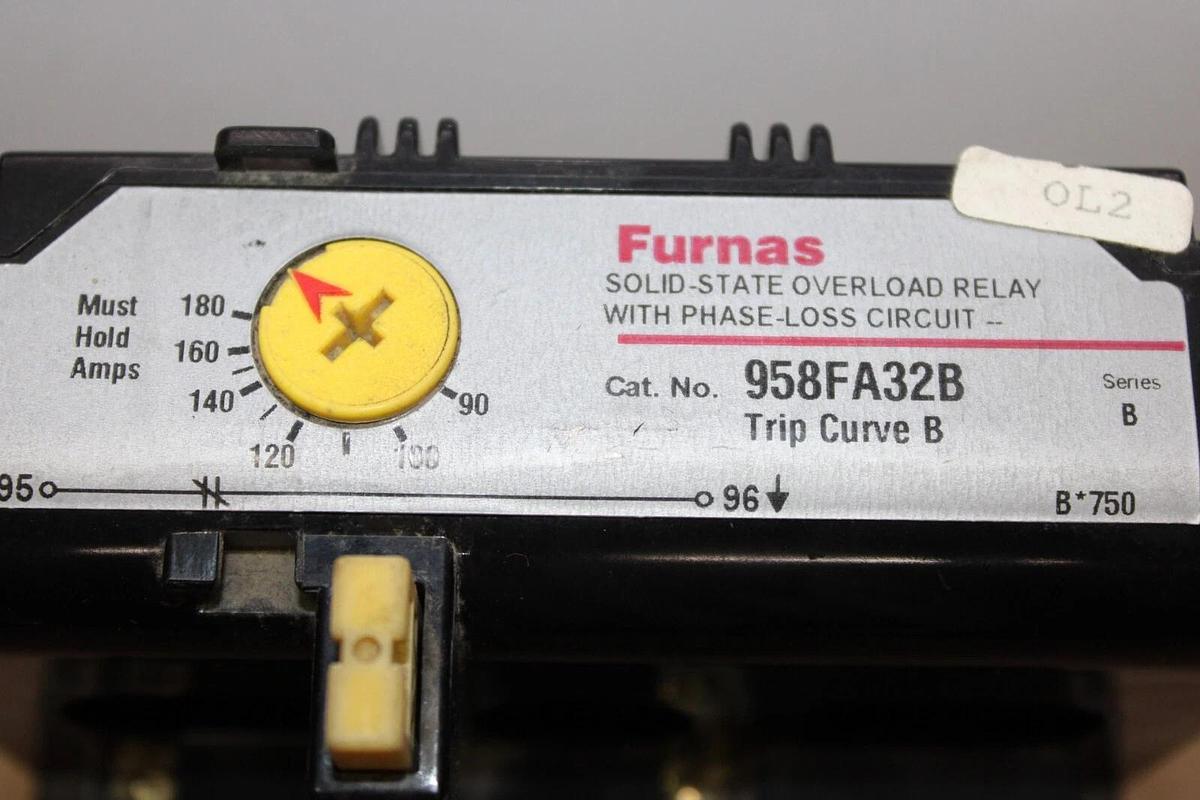 OL2
Furnas
SOLID-STATE OVERLOAD RELAY
WITH PHASE-LOSS CIRCUIT --
Cat. No. 958FA32B
Trip Curve B
Series
B
Must
Hold
Amps
180
160
140
120
100
90
95
96
B*750